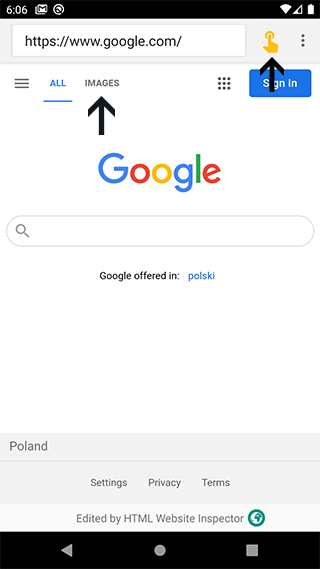 6:06
https://www.google.com/
ALL IMAGES Sign In
Google
Google offered in: polski
Poland
Settings Privacy Terms
Edited by HTML Website Inspector